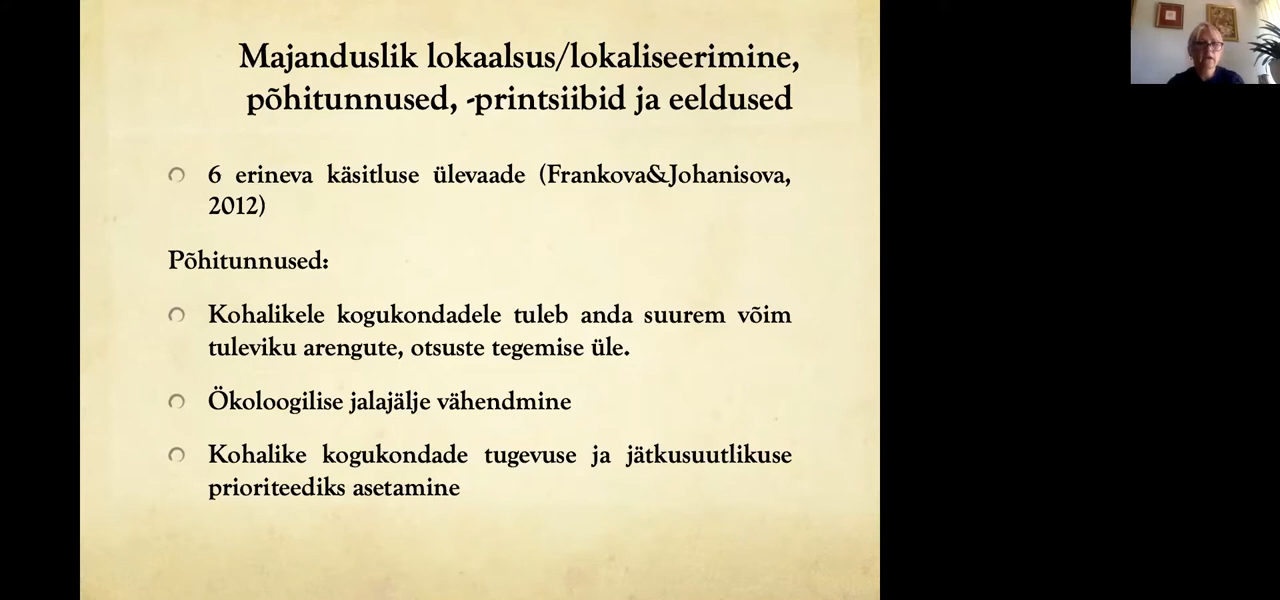 Majanduslik lokaalsus/lokaliseerimine,
põhitunnused, -printsiibid ja eeldused
6 erineva käsitluse ülevaade (Frankova&Johanisova,
2012)
Põhitunnused:
Kohalikele kogukondadele tuleb anda suurem võim
tuleviku arengute, otsuste tegemise üle.
Ökoloogilise jalajälje vähendmine
Kohalike kogukondade tugevuse ja jätkusuutlikuse
prioriteediks asetamine